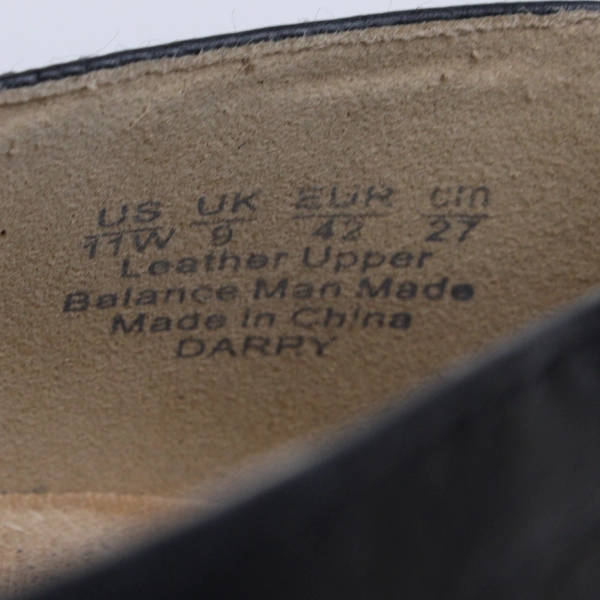 US UK EUR cm
11W 9 42 27
Leather Upper
Balance Man Made
Made in China
DARRY